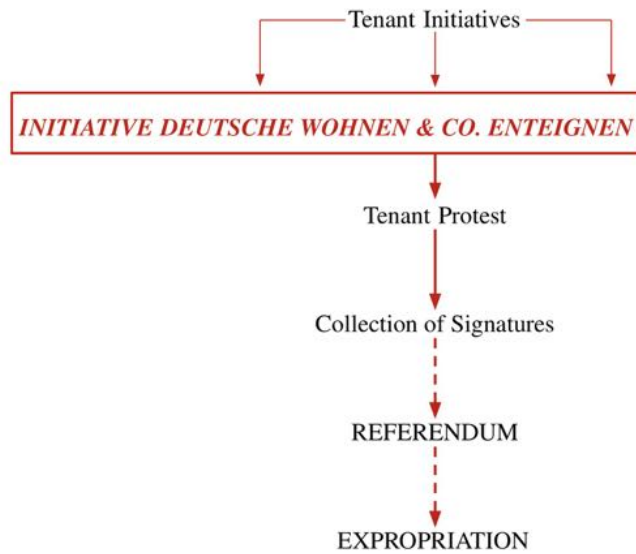 Tenant Initiatives
INITIATIVE DEUTSCHE WOHNEN & CO. ENTEIGNEN
Tenant Protest
Collection of Signatures
REFERENDUM
EXPROPRIATION